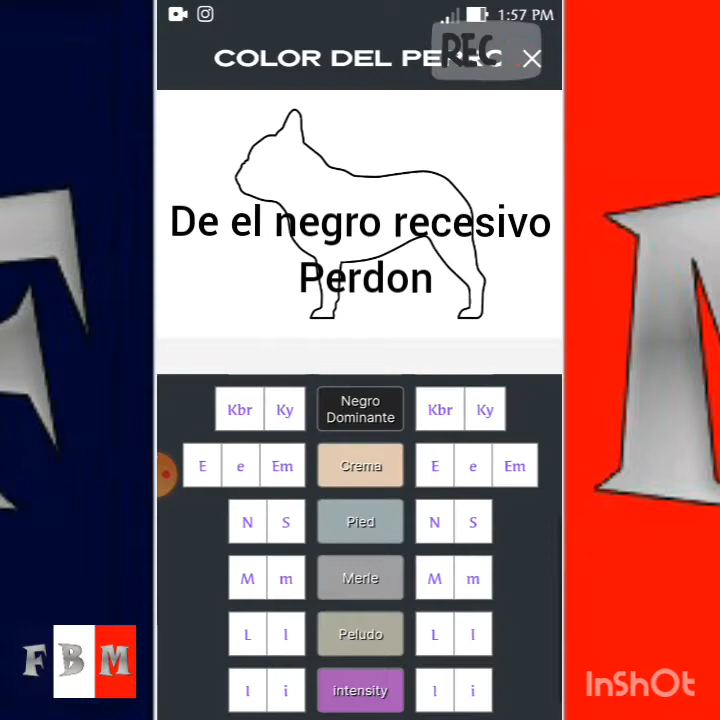 1:57 PM
COLOR DEL PE
REC
De el negro recesivo
Perdon
Kbr Ky Negro Dominante Kbr Ky
E e Em Crema E e Em
N S Pied N S
M m Merle M m
L l Peludo L l
I i intensity I i
F B M
InShOt